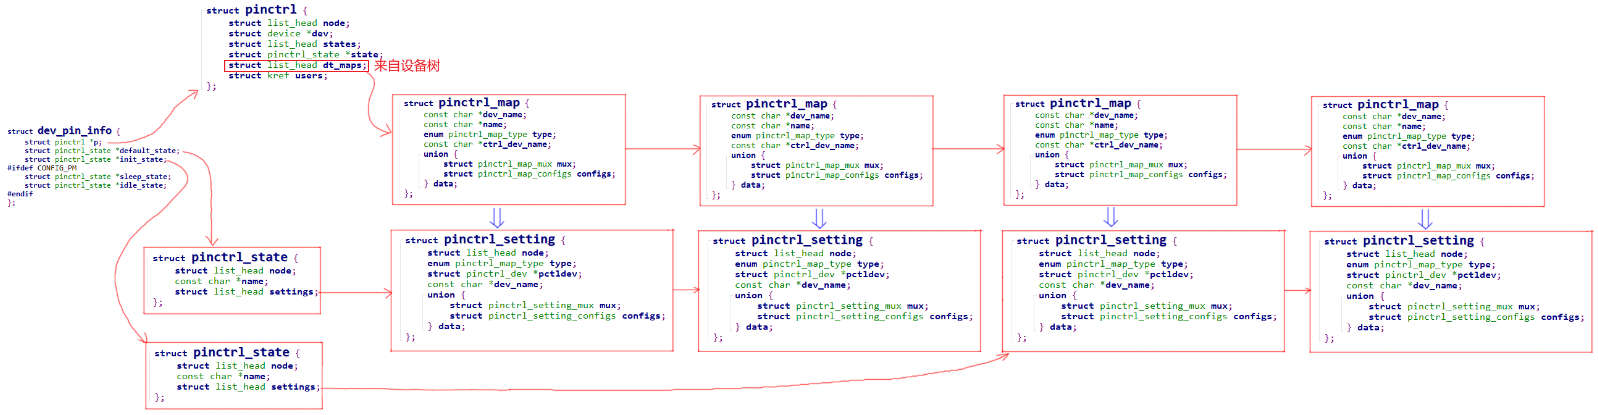 struct pinctrl {
struct list_head node;
struct device *dev;
struct list_head states;
struct pinctrl_state *state;
struct list_head dt_maps;
来自设备树
struct kref users;
};
struct dev_pin_info {
struct pinctrl *p;
struct pinctrl_state *default_state;
struct pinctrl_state *init_state;
#ifdef CONFIG_PM
struct pinctrl_state *sleep_state;
struct pinctrl_state *idle_state;
#endif
};
struct pinctrl_map {
const char *dev_name;
const char *name;
enum pinctrl_map_type type;
const char *ctrl_dev_name;
union {
struct pinctrl_map_mux mux;
struct pinctrl_map_configs configs;
} data;
};
struct pinctrl_map {
const char *dev_name;
const char *name;
enum pinctrl_map_type type;
const char *ctrl_dev_name;
union {
struct pinctrl_map_mux mux;
struct pinctrl_map_configs configs;
} data;
};
struct pinctrl_map {
const char *dev_name;
const char *name;
enum pinctrl_map_type type;
const char *ctrl_dev_name;
union {
struct pinctrl_map_mux mux;
struct pinctrl_map_configs configs;
} data;
};
struct pinctrl_map {
const char *dev_name;
const char *name;
enum pinctrl_map_type type;
const char *ctrl_dev_name;
union {
struct pinctrl_map_mux mux;
struct pinctrl_map_configs configs;
} data;
};
struct pinctrl_state {
struct list_head node;
const char *name;
struct list_head settings;
};
struct pinctrl_setting {
struct list_head node;
enum pinctrl_map_type type;
struct pinctrl_dev *pctldev;
const char *dev_name;
union {
struct pinctrl_setting_mux mux;
struct pinctrl_setting_configs configs;
} data;
};
struct pinctrl_setting {
struct list_head node;
enum pinctrl_map_type type;
struct pinctrl_dev *pctldev;
const char *dev_name;
union {
struct pinctrl_setting_mux mux;
struct pinctrl_setting_configs configs;
} data;
};
struct pinctrl_setting {
struct list_head node;
enum pinctrl_map_type type;
struct pinctrl_dev *pctldev;
const char *dev_name;
union {
struct pinctrl_setting_mux mux;
struct pinctrl_setting_configs configs;
} data;
};
struct pinctrl_setting {
struct list_head node;
enum pinctrl_map_type type;
struct pinctrl_dev *pctldev;
const char *dev_name;
union {
struct pinctrl_setting_mux mux;
struct pinctrl_setting_configs configs;
} data;
};
struct pinctrl_state {
struct list_head node;
const char *name;
struct list_head settings;
};